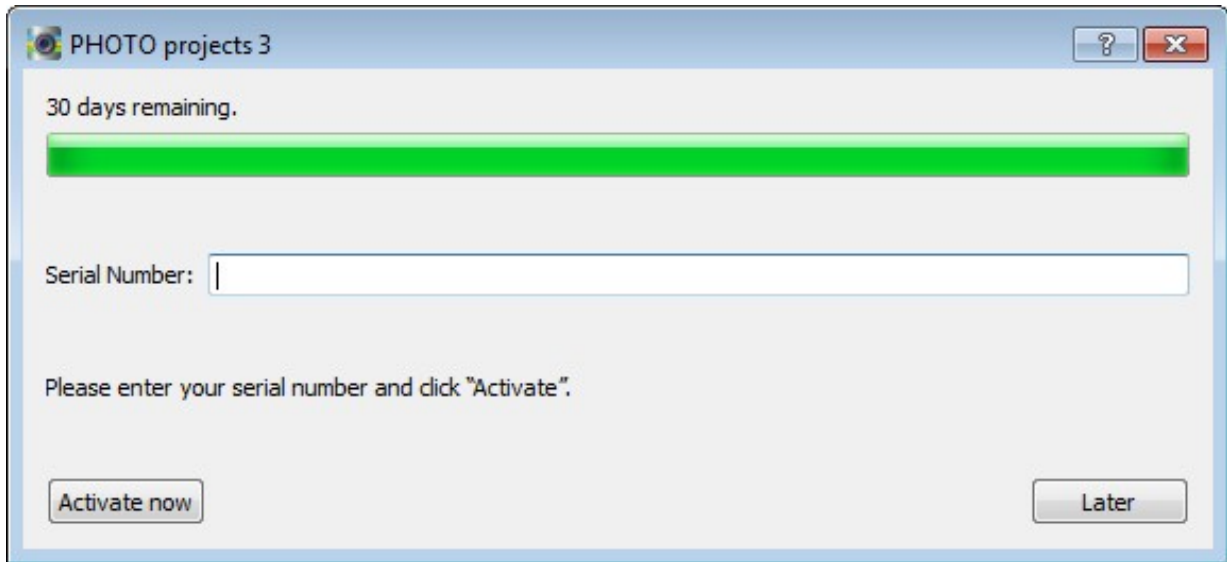 PHOTO projects 3
30 days remaining.
Serial Number:
Please enter your serial number and click “Activate”.
Activate now
Later